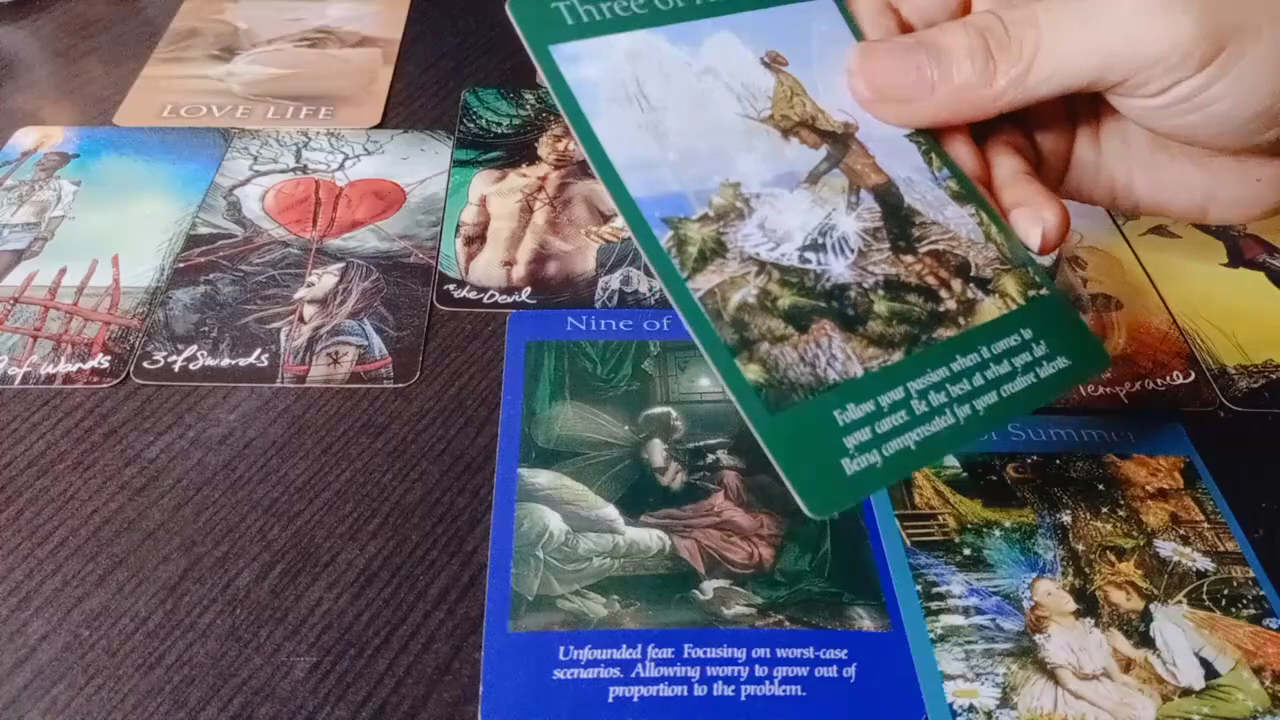 Three of
LOVE LIFE
of Wands
3 of Swords
the Devil
Nine of
Follow your passion when it comes to
your career. Be the best at what you do!
Being compensated for your creative talents.
Temperance
of Summer
Unfounded fear. Focusing on worst-case
scenarios. Allowing worry to grow out of
proportion to the problem.